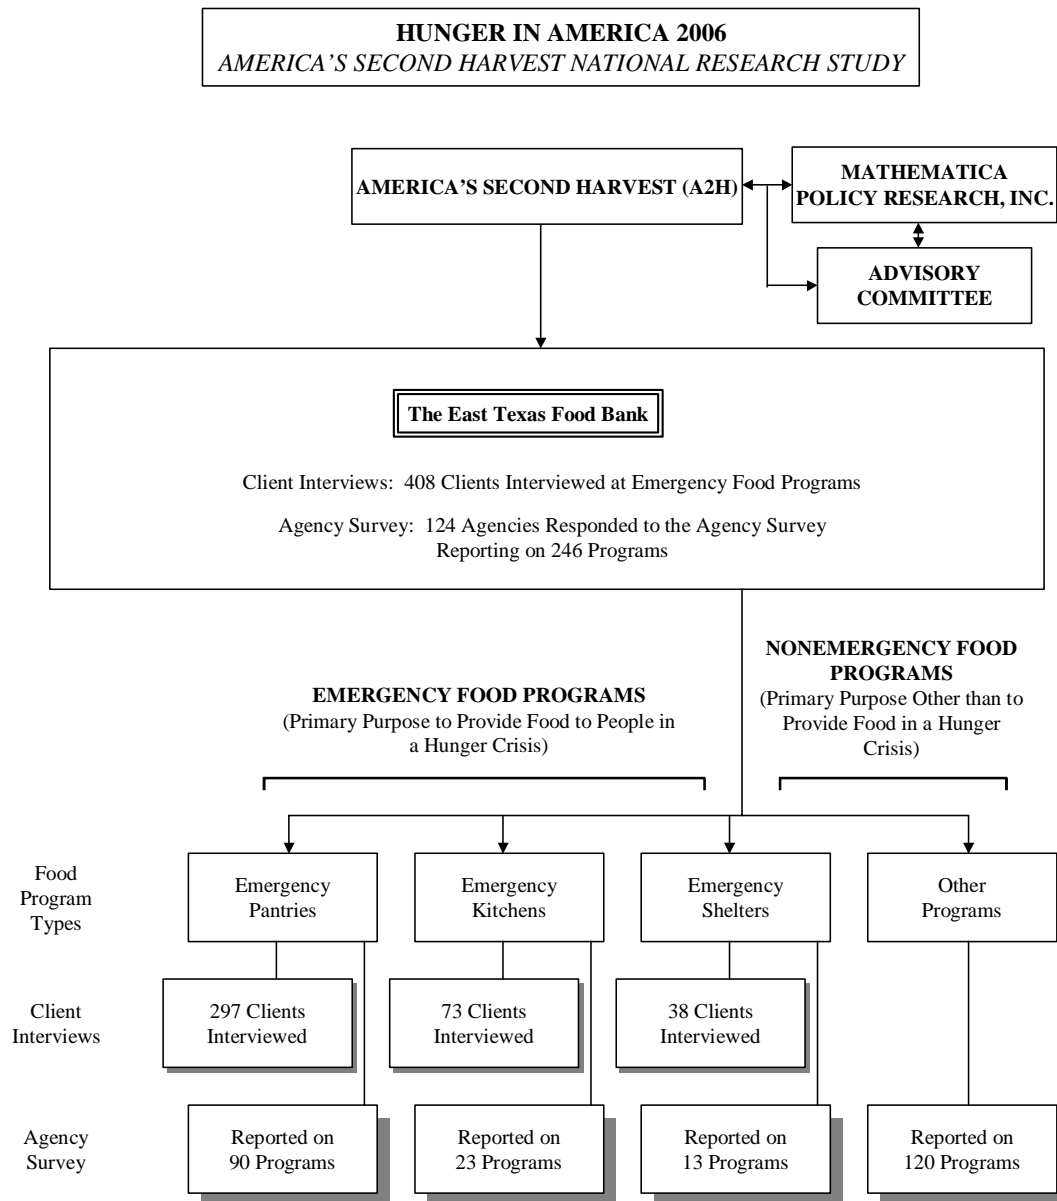 HUNGER IN AMERICA 2006
AMERICA'S SECOND HARVEST NATIONAL RESEARCH STUDY
AMERICA'S SECOND HARVEST (A2H)
MATHEMATICA
POLICY RESEARCH, INC.
ADVISORY
COMMITTEE
The East Texas Food Bank
Client Interviews: 408 Clients Interviewed at Emergency Food Programs
Agency Survey: 124 Agencies Responded to the Agency Survey
Reporting on 246 Programs
EMERGENCY FOOD PROGRAMS
(Primary Purpose to Provide Food to People in
a Hunger Crisis)
NONEMERGENCY FOOD
PROGRAMS
(Primary Purpose Other than to
Provide Food in a Hunger
Crisis)
Food
Program
Types
Emergency
Pantries
Emergency
Kitchens
Emergency
Shelters
Other
Programs
Client
Interviews
297 Clients
Interviewed
73 Clients
Interviewed
38 Clients
Interviewed
Agency
Survey
Reported on
90 Programs
Reported on
23 Programs
Reported on
13 Programs
Reported on
120 Programs